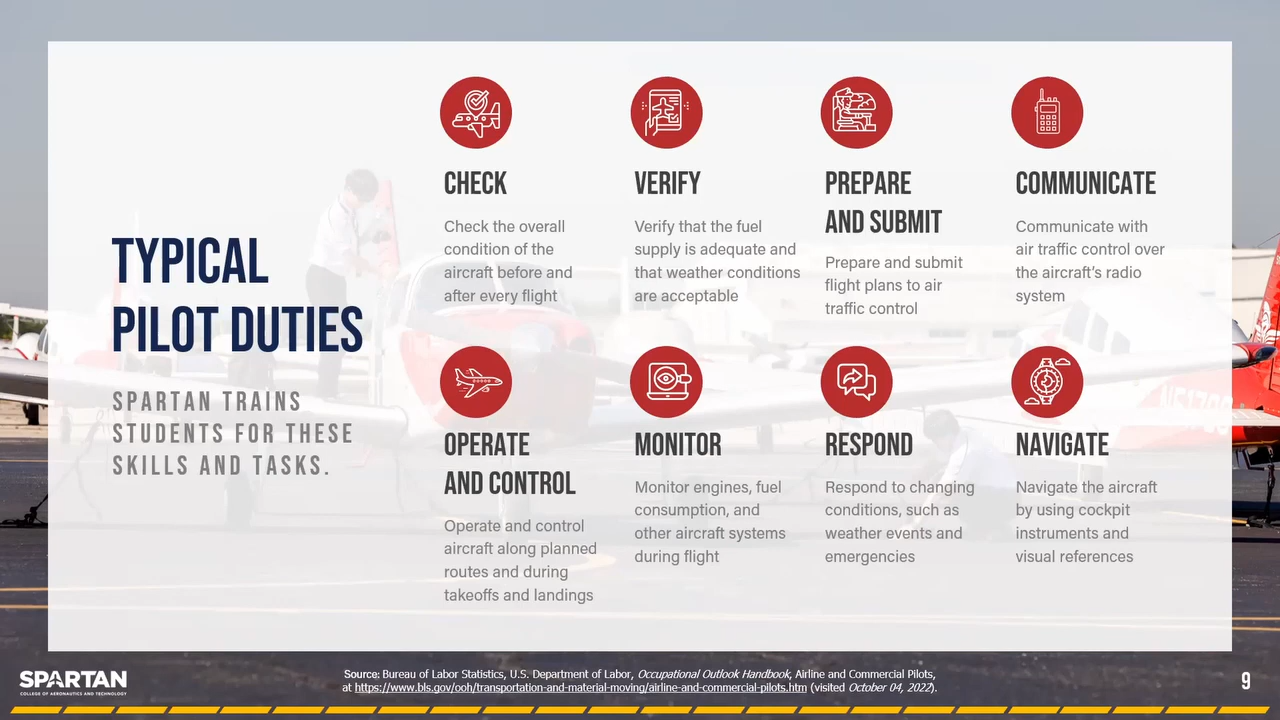 TYPICAL
PILOT DUTIES
SPARTAN TRAINS
STUDENTS FOR THESE
SKILLS AND TASKS.
CHECK
Check the overall
condition of the
aircraft before and
after every flight
VERIFY
Verify that the fuel
supply is adequate and
that weather conditions
are acceptable
PREPARE
AND SUBMIT
Prepare and submit
flight plans to air
traffic control
COMMUNICATE
Communicate with
air traffic control over
the aircraft's radio
system
OPERATE
AND CONTROL
Operate and control
aircraft along planned
routes and during
takeoffs and landings
MONITOR
Monitor engines, fuel
consumption, and
other aircraft systems
during flight
RESPOND
Respond to changing
conditions, such as
weather events and
emergencies
NAVIGATE
Navigate the aircraft
by using cockpit
instruments and
visual references
SPARTAN
COLLEGE OF AERONAUTICS AND TECHNOLOGY
Source: Bureau of Labor Statistics, U.S. Department of Labor, Occupational Outlook Handbook, Airline and Commercial Pilots,
at https://www.bls.gov/ooh/transportation-and-material-moving/airline-and-commercial-pilots.htm (visited October 04, 2022).
9